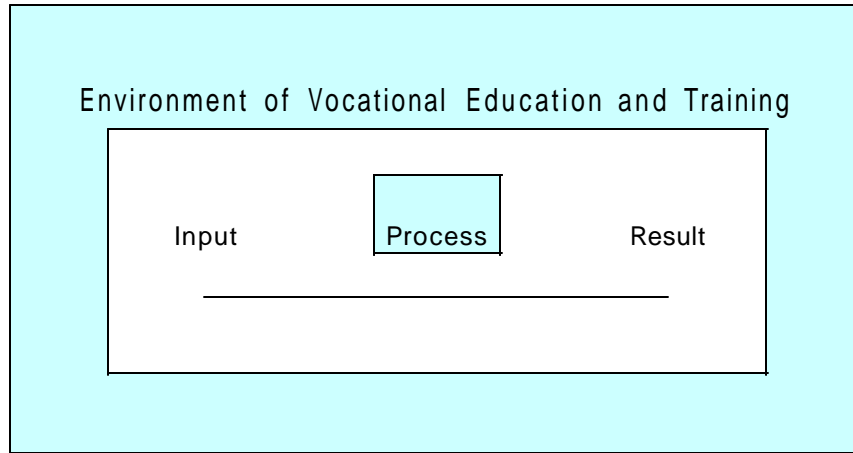 Environment of Vocational Education and Training
Input Process Result